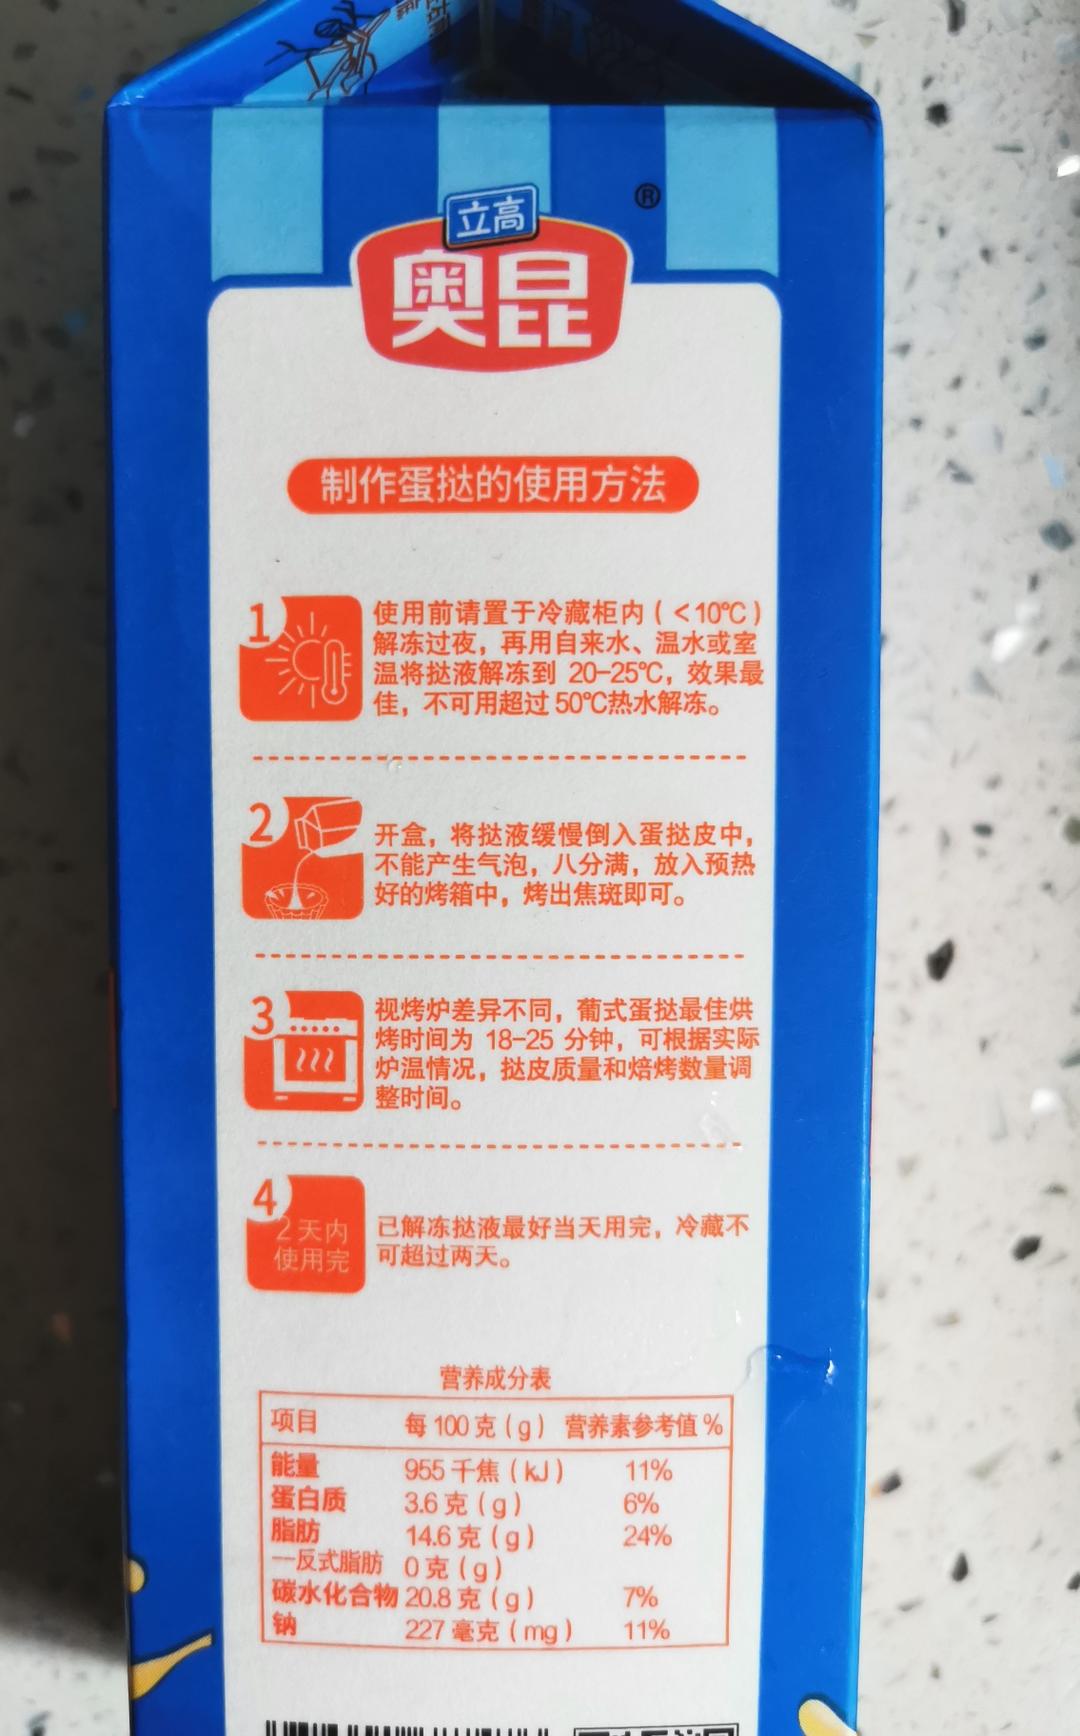 立高
®
奥昆
制作蛋挞的使用方法
1
使用前请置于冷藏柜内（<10℃）
解冻过夜，再用自来水、温水或室
温将挞液解冻到 20-25℃，效果最
佳，不可用超过50℃热水解冻。
2
开盒，将挞液缓慢倒入蛋挞皮中，
不能产生气泡，八分满，放入预热
好的烤箱中，烤出焦斑即可。
3
视烤炉差异不同，葡式蛋挞最佳烘
烤时间为 18-25 分钟，可根据实际
炉温情况，挞皮质量和焙烤数量调
整时间。
4
2天内
使用完
已解冻挞液最好当天用完，冷藏不
可超过两天。
营养成分表
项目 每100克(g) 营养素参考值%
能量 955千焦(kJ) 11%
蛋白质 3.6克(g) 6%
脂肪 14.6克(g) 24%
—反式脂肪 0克(g)
碳水化合物 20.8克(g) 7%
钠 227毫克(mg) 11%